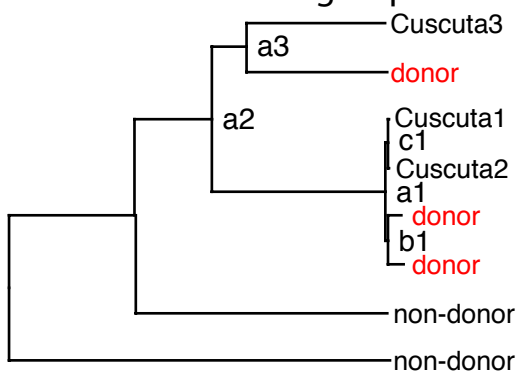 Cuscuta3
a3
donor
Cuscuta1
a2
c1
Cuscuta2
a1
donor
b1
donor
non-donor
non-donor